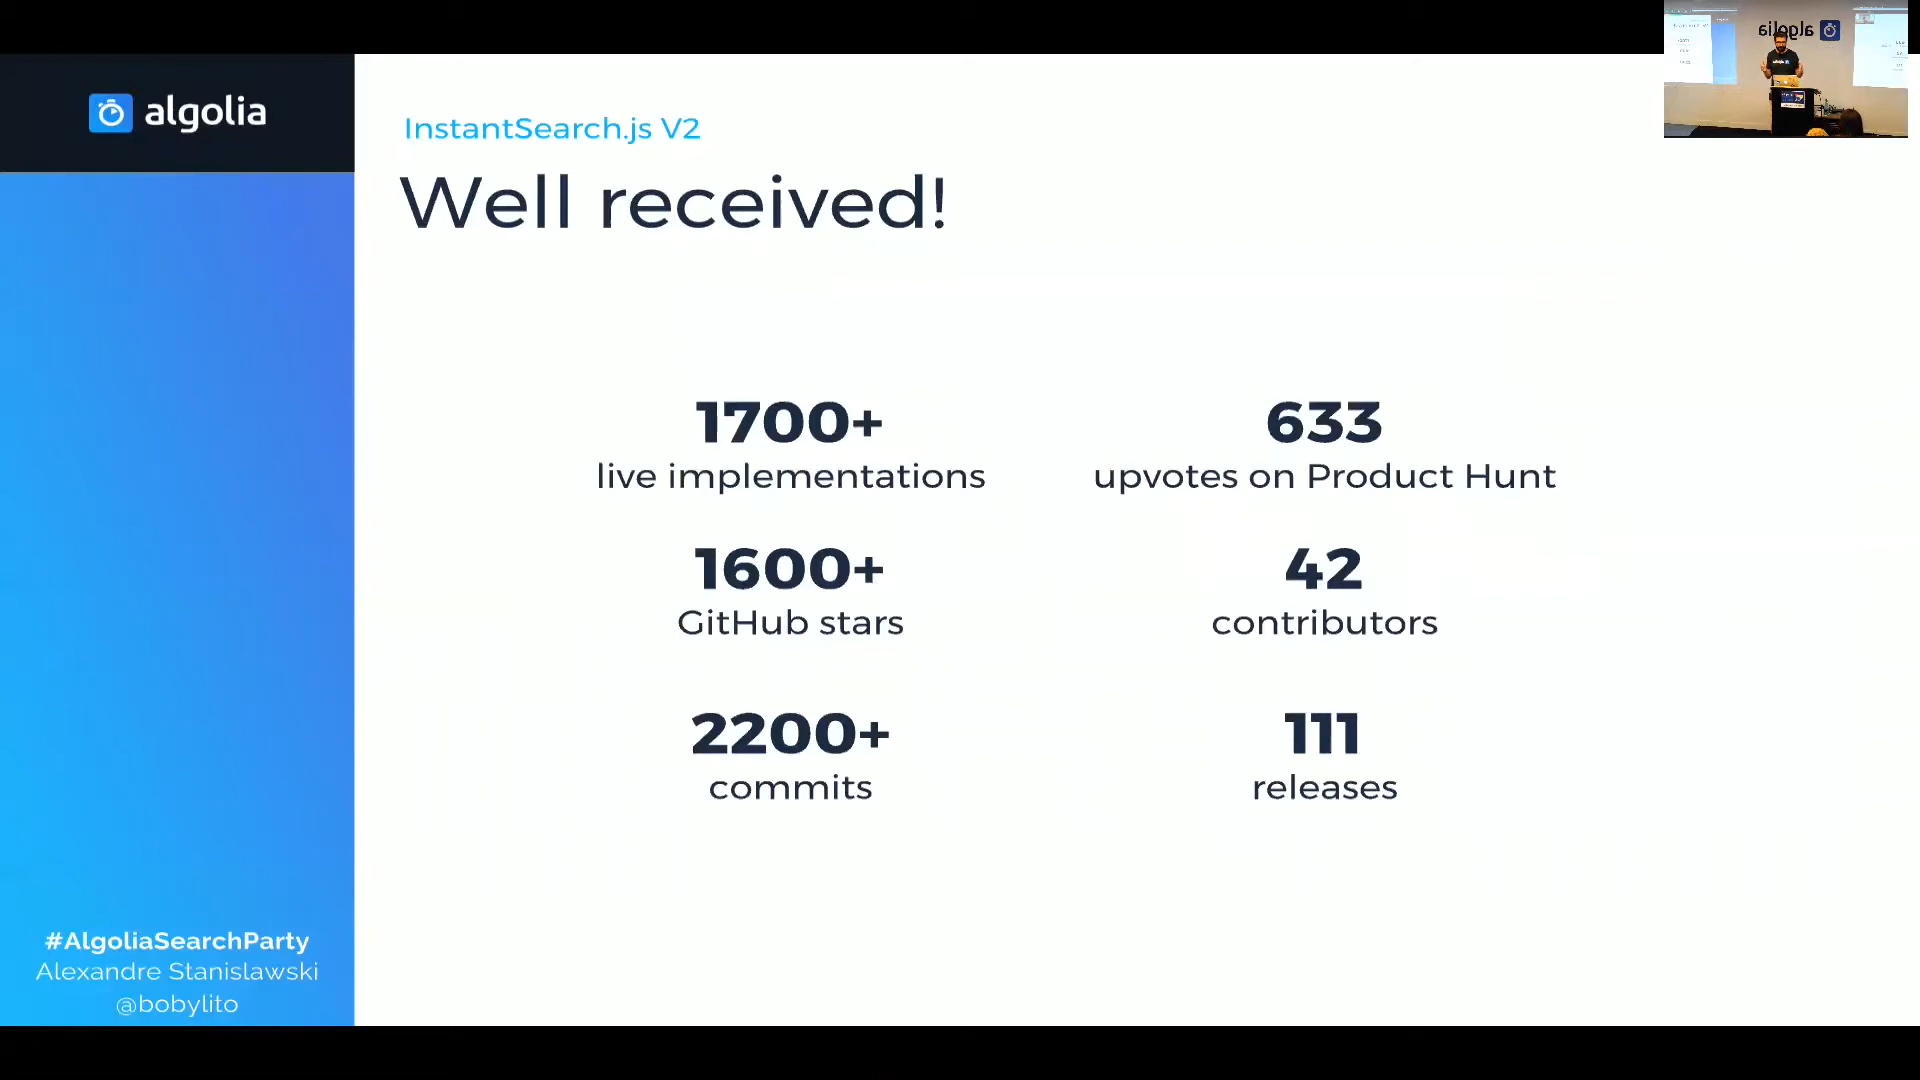 algolia
InstantSearch.js V2
Well received!
1700+
live implementations
633
upvotes on Product Hunt
1600+
GitHub stars
42
contributors
2200+
commits
111
releases
#AlgoliaSearchParty
Alexandre Stanislawski
@bobylito
algolia